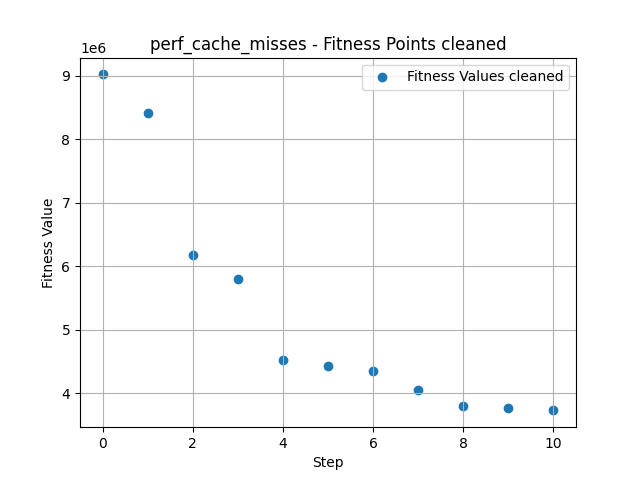 perf_cache_misses - Fitness Points cleaned
1e6
Fitness Values cleaned
9
8
7
6
5
4
Fitness Value
0 2 4 6 8 10
Step